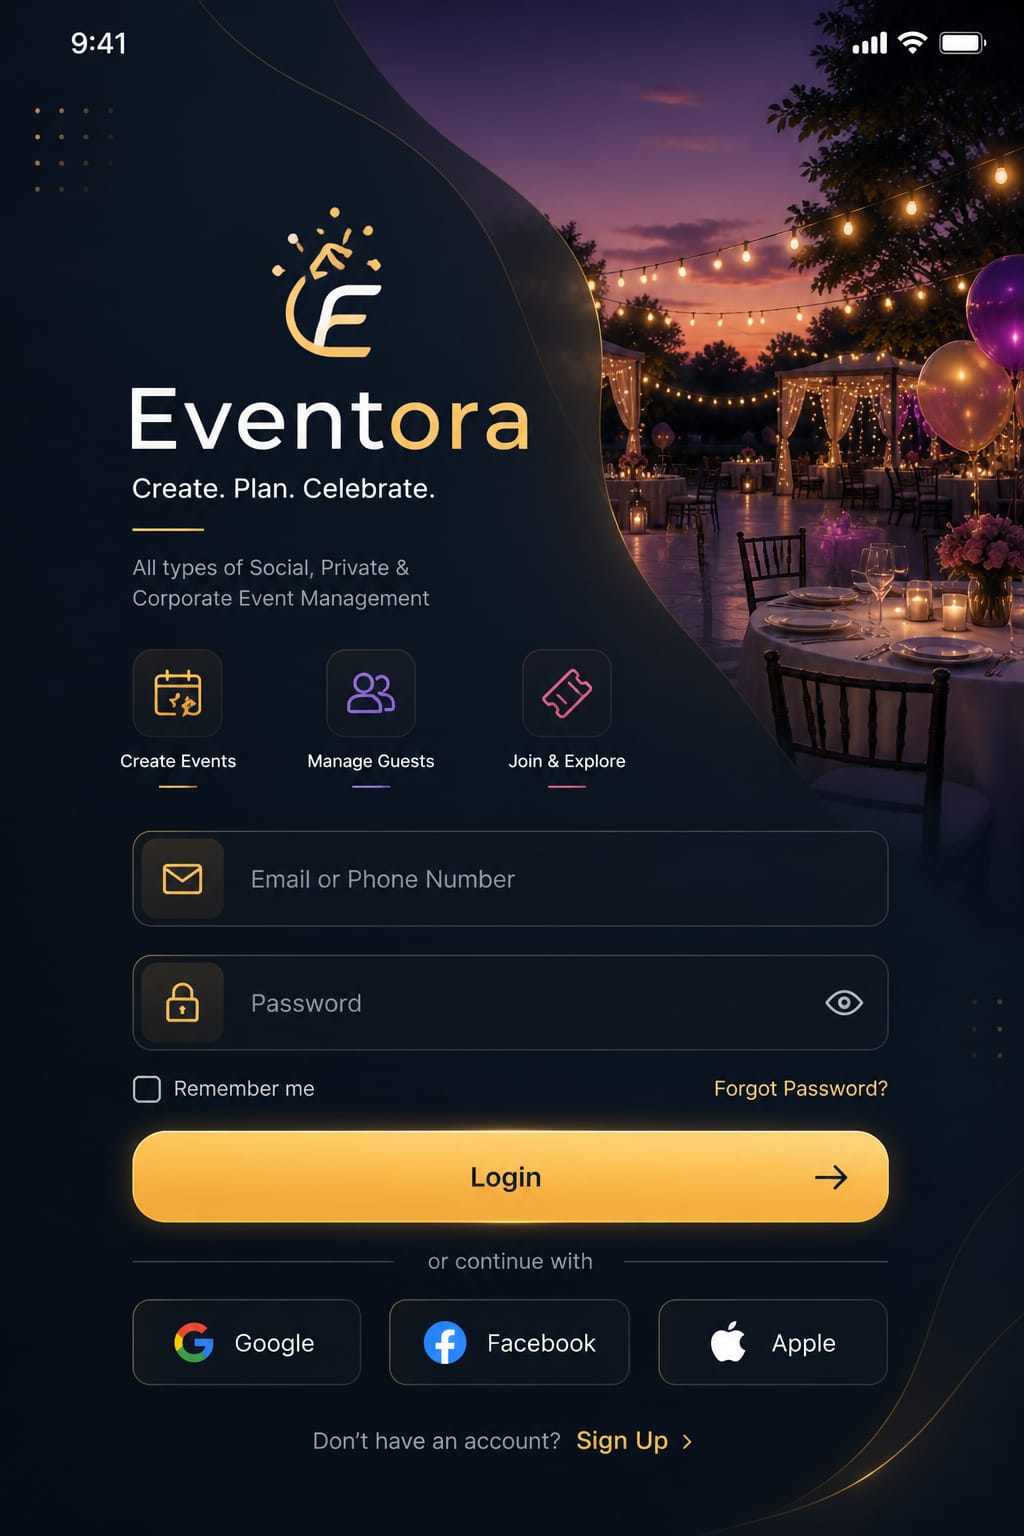 9:41
Eventora
Create. Plan. Celebrate.
All types of Social, Private &
Corporate Event Management
Create Events
Manage Guests
Join & Explore
Email or Phone Number
Password
Remember me
Forgot Password?
Login
or continue with
Google
Facebook
Apple
Don’t have an account? Sign Up